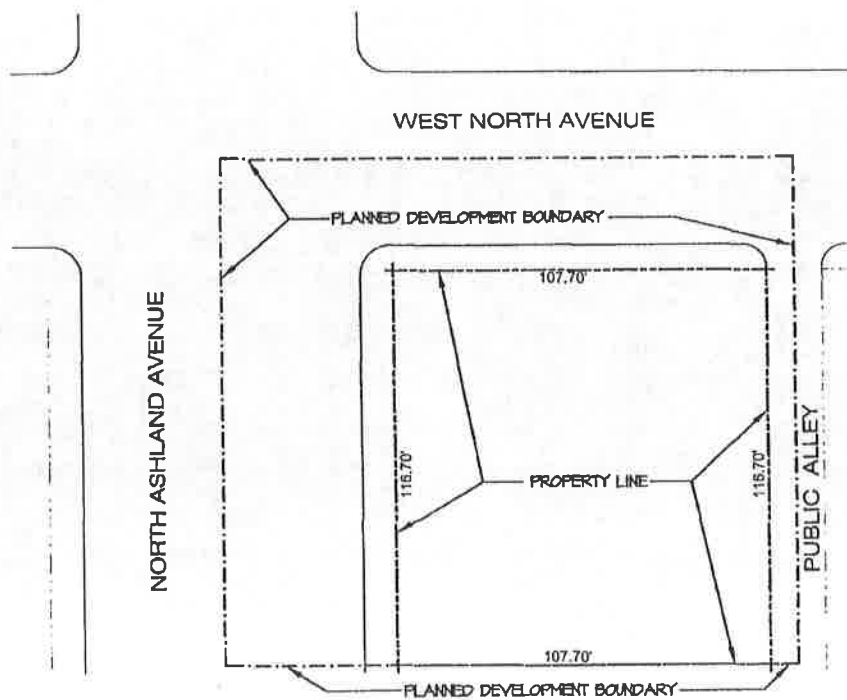 WEST NORTH AVENUE
PLANNED DEVELOPMENT BOUNDARY
107.70'
NORTH ASHLAND AVENUE
116.70'
PROPERTY LINE
116.70'
PUBLIC ALLEY
107.70'
PLANNED DEVELOPMENT BOUNDARY